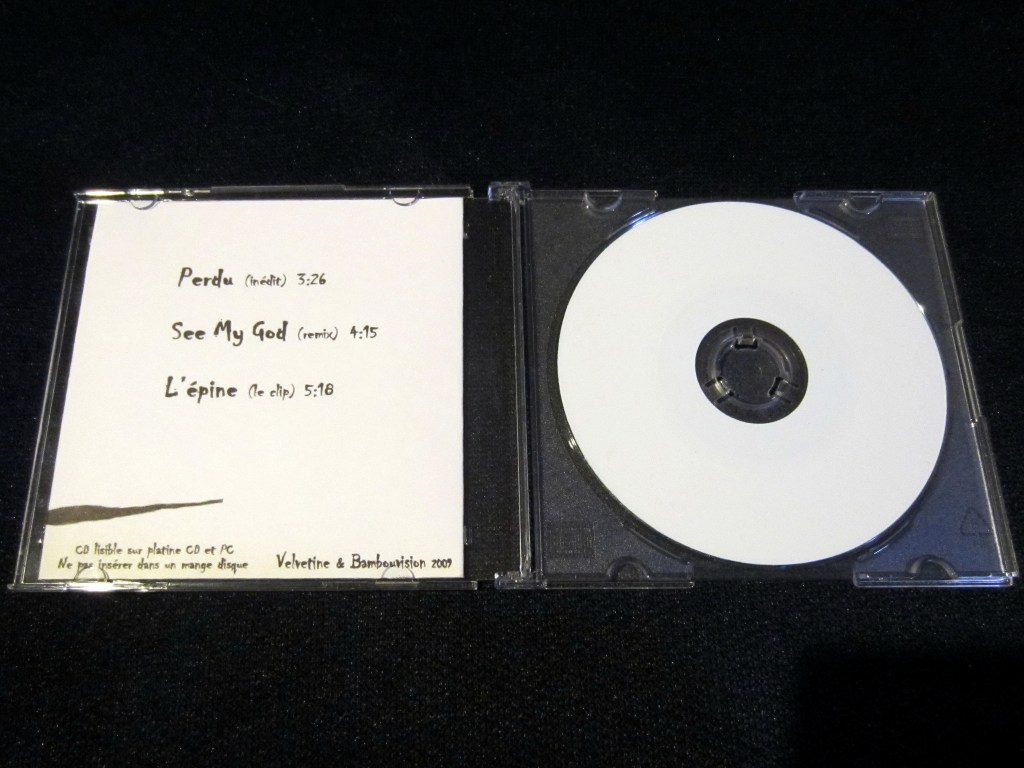 Perdu (inédit) 3:26
See My God (remix) 4:15
L'épine (le clip) 5:18
CD lisible sur platine CD et PC
Ne pas insérer dans un mange disque
Velvetine & Bambouvision 2009